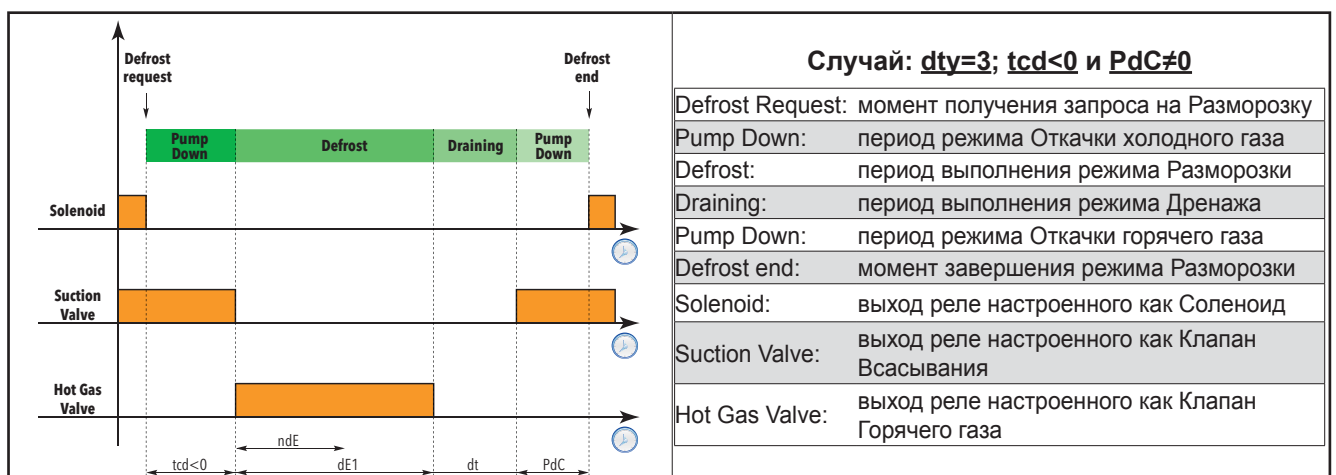 Defrost
request
Defrost
end
Pump
Down
Defrost
Draining
Pump
Down
Solenoid
Suction
Valve
Hot Gas
Valve
ndE
tcd<0
dE1
dt
PdC
Случай: dty=3; tcd<0 и PdC≠0
Defrost Request: момент получения запроса на Разморозку
Pump Down: период режима Откачки холодного газа
Defrost: период выполнения режима Разморозки
Draining: период выполнения режима Дренажа
Pump Down: период режима Откачки горячего газа
Defrost end: момент завершения режима Разморозки
Solenoid: выход реле настроенного как Соленоид
Suction Valve: выход реле настроенного как Клапан
Всасывания
Hot Gas Valve: выход реле настроенного как Клапан
Горячего газа